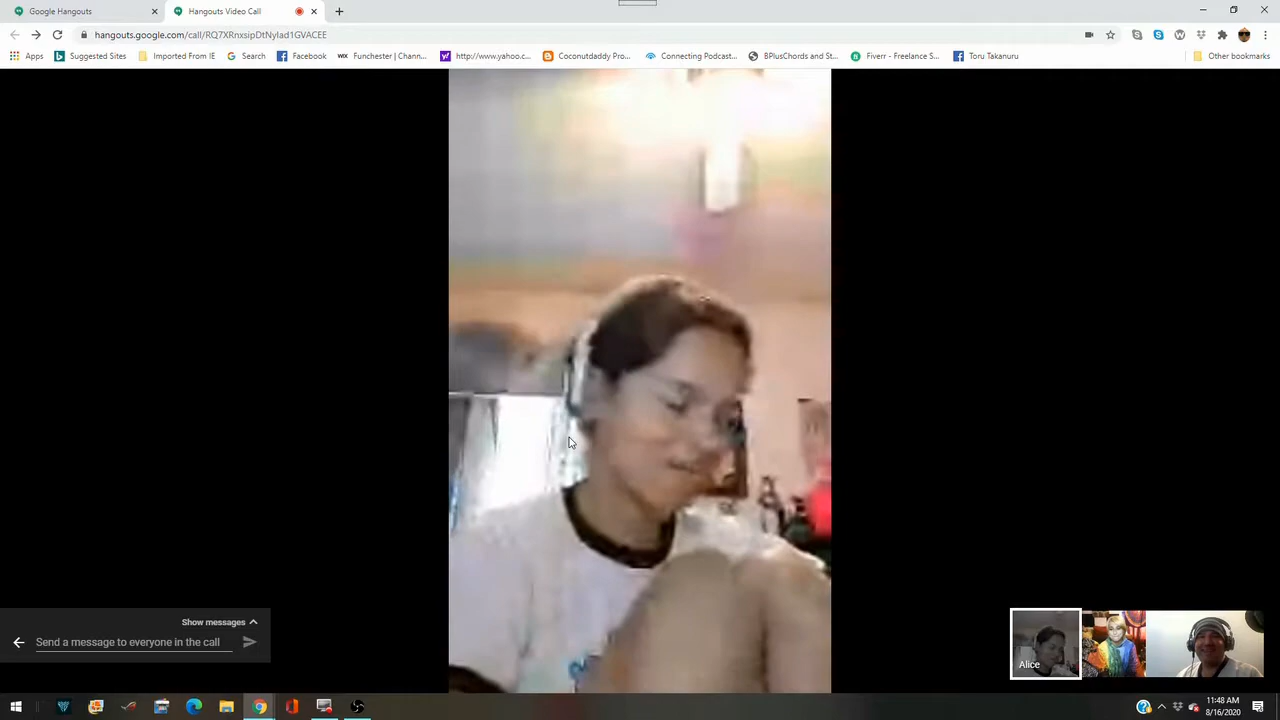 Google Hangouts
Hangouts Video Call
hangouts.google.com/call/RQ7XRnxsipDtNylad1GVACEE
Apps Suggested Sites Imported From IE Search Facebook Funchester | Chann... http://www.yahoo.c... Coconutdaddy Pro... Connecting Podcast... BPlusChords and St... Fiverr - Freelance S... Toru Takanuru Other bookmarks
Show messages
Send a message to everyone in the call
Alice
11:48 AM
8/16/2020